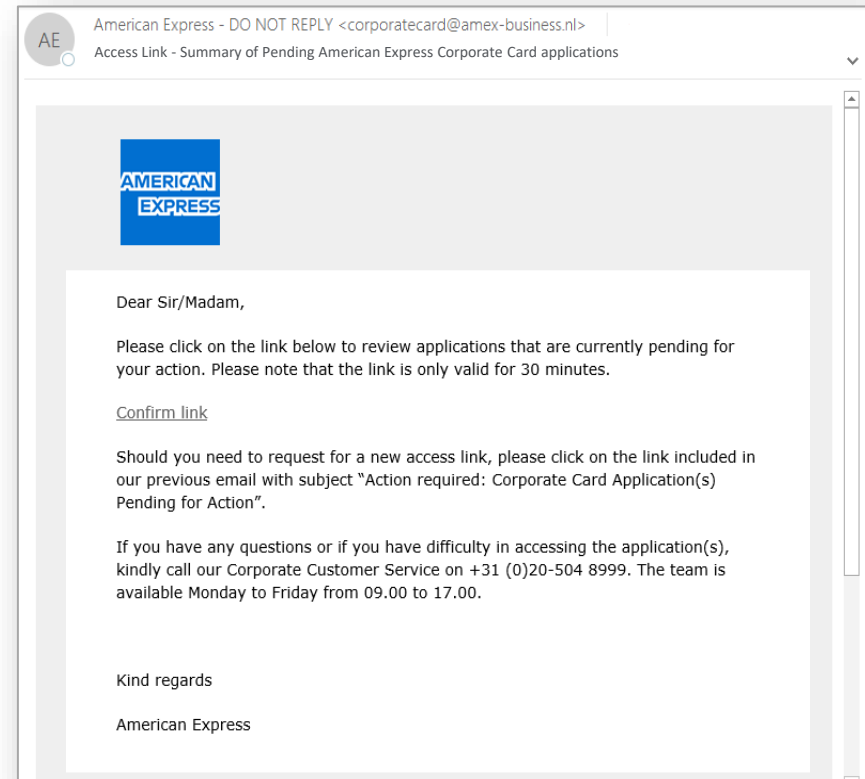 AE
American Express - DO NOT REPLY <corporatecard@amex-business.nl>
Access Link - Summary of Pending American Express Corporate Card applications
AMERICAN
EXPRESS
Dear Sir/Madam,
Please click on the link below to review applications that are currently pending for
your action. Please note that the link is only valid for 30 minutes.
Confirm link
Should you need to request for a new access link, please click on the link included in
our previous email with subject “Action required: Corporate Card Application(s)
Pending for Action”.
If you have any questions or if you have difficulty in accessing the application(s),
kindly call our Corporate Customer Service on +31 (0)20-504 8999. The team is
available Monday to Friday from 09.00 to 17.00.
Kind regards
American Express